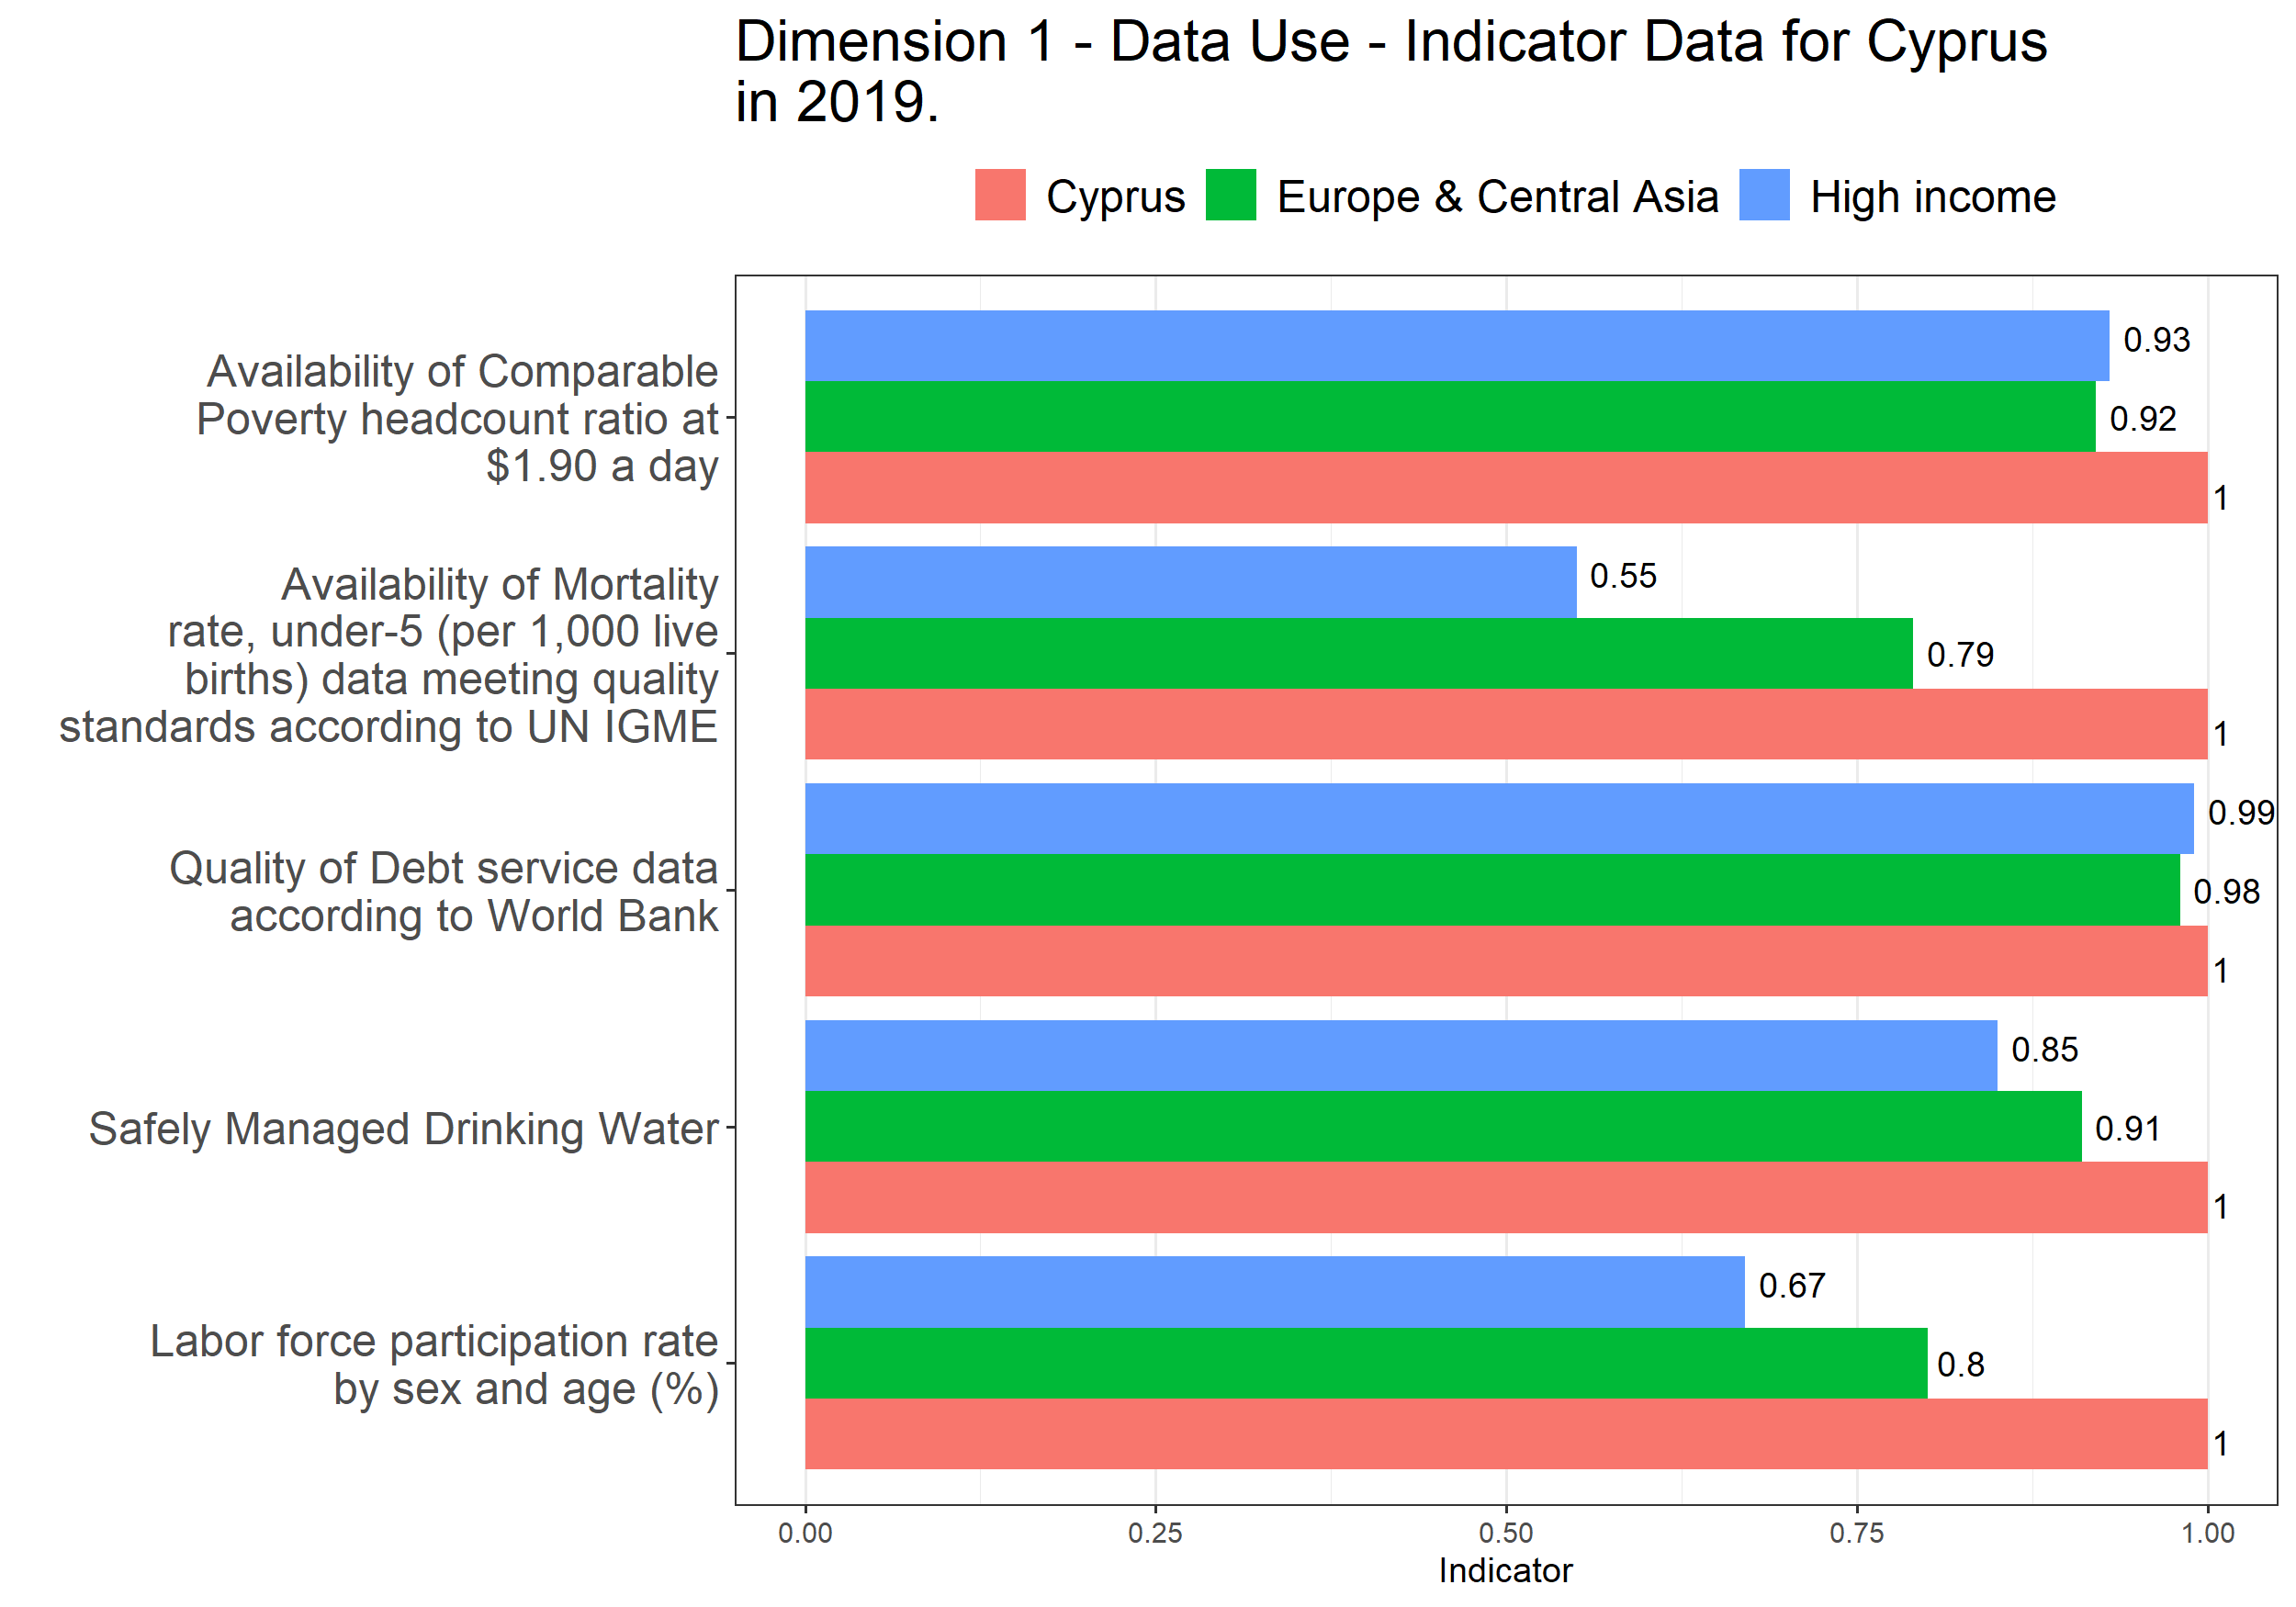 Dimension 1 - Data Use - Indicator Data for Cyprus
in 2019.
Cyprus Europe & Central Asia High income
Availability of Comparable
Poverty headcount ratio at
$1.90 a day
0.93
0.92
1
Availability of Mortality
rate, under-5 (per 1,000 live
births) data meeting quality
standards according to UN IGME
0.55
0.79
1
Quality of Debt service data
according to World Bank
0.99
0.98
1
Safely Managed Drinking Water
0.85
0.91
1
Labor force participation rate
by sex and age (%)
0.67
0.8
1
0.00 0.25 0.50 0.75 1.00
Indicator